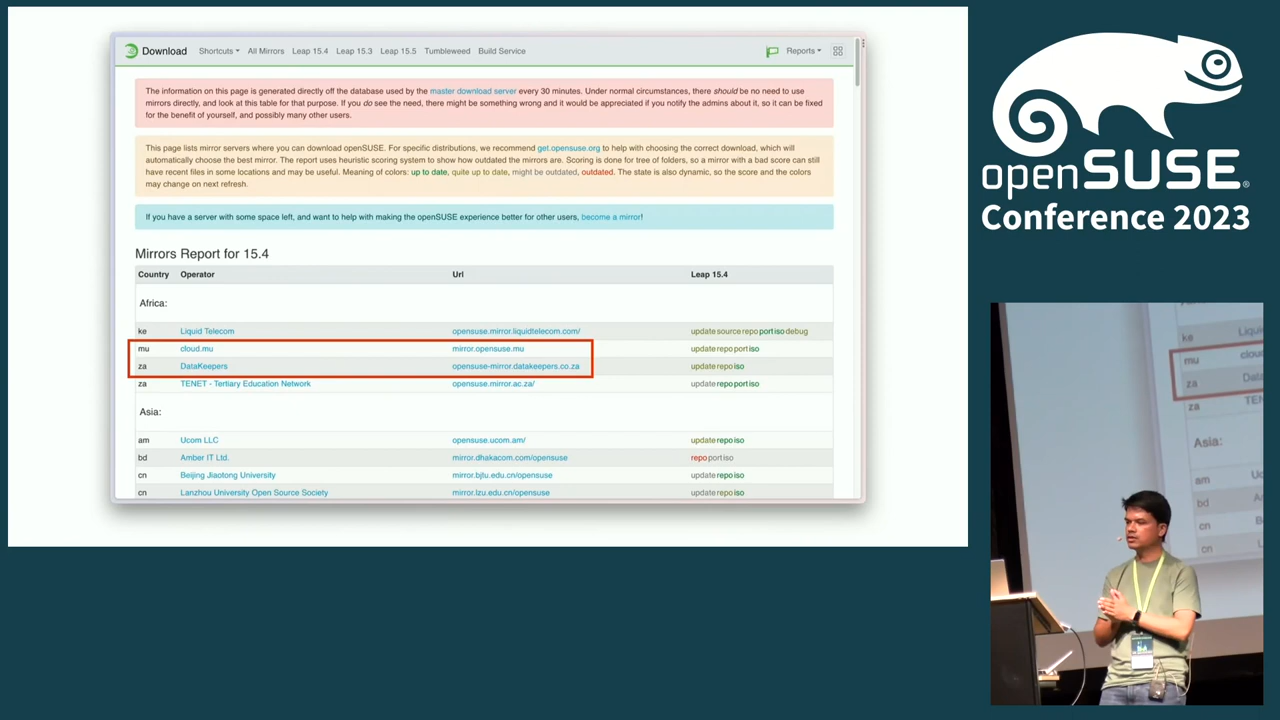 Download Shortcuts All Mirrors Leap 15.4 Leap 15.3 Leap 15.5 Tumbleweed Build Service Reports
The information on this page is generated directly off the database used by the master download server every 30 minutes. Under normal circumstances, there should be no need to use
mirrors directly, and look at this table for that purpose. If you do see the need, there might be something wrong and it would be appreciated if you notify the admins about it, so it can be fixed
for the benefit of yourself, and possibly many other users.
This page lists mirror servers where you can download openSUSE. For specific distributions, we recommend get.opensuse.org to help with choosing the correct download, which will
automatically choose the best mirror. The report uses heuristic scoring system to show how outdated the mirrors are. Scoring is done for tree of folders, so a mirror with a bad score can still
have recent files in some locations and may be useful. Meaning of colors: up to date, quite up to date, might be outdated, outdated. The state is also dynamic, so the score and the colors
may change on next refresh.
If you have a server with some space left, and want to help with making the openSUSE experience better for other users, become a mirror!
Mirrors Report for 15.4
Country Operator Url Leap 15.4
Africa:
ke Liquid Telecom opensuse.mirror.liquidtelecom.com/ update source repo port iso debug
mu cloud.mu mirror.opensuse.mu update repo port iso
za DataKeepers opensuse-mirror.datakeepers.co.za update repo iso
za TENET - Tertiary Education Network opensuse.mirror.ac.za/ update repo port iso
Asia:
am Ucom LLC opensuse.ucom.am/ update repo iso
bd Amber IT Ltd. mirror.dhakacom.com/opensuse repo port iso
cn Beijing Jiaotong University mirror.bjtu.edu.cn/opensuse update repo iso
cn Lanzhou University Open Source Society mirror.lzu.edu.cn/opensuse update repo iso
openSUSE®
Conference 2023
ke Liqui
mu clou
za Data
za TEN
Asia:
am Uc
bd A
cn B
cn L